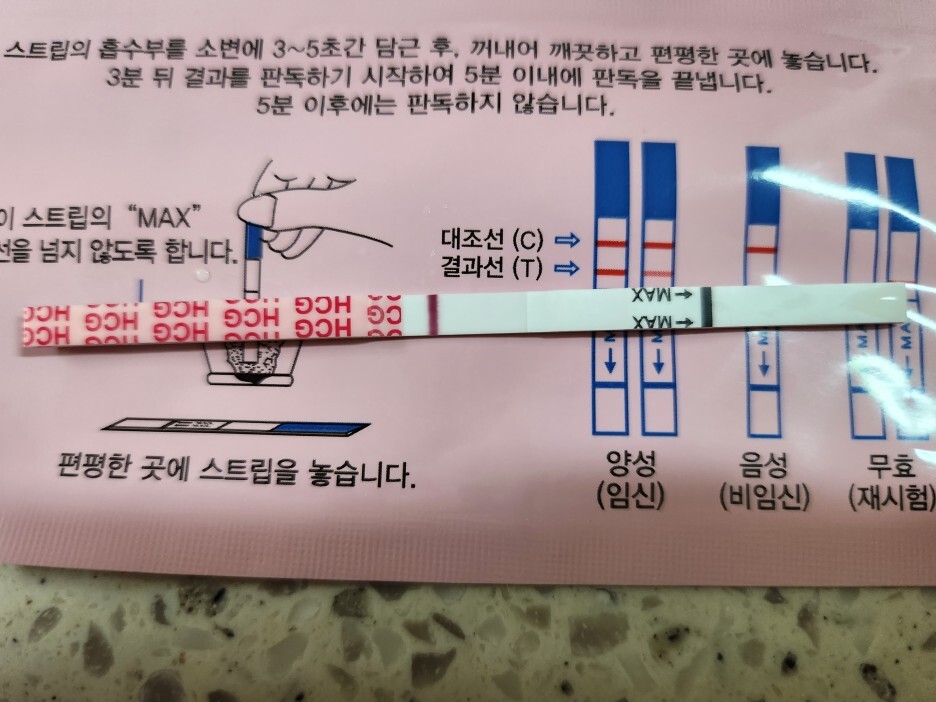 스트립의 흡수부를 소변에 3~5초간 담근 후, 꺼내어 깨끗하고 편평한 곳에 놓습니다.
3분 뒤 결과를 판독하기 시작하여 5분 이내에 판독을 끝냅니다.
5분 이후에는 판독하지 않습니다.
이 스트립의 “MAX”
선을 넘지 않도록 합니다.
대조선 (C)
결과선 (T)
HCG HCG HCG HCG HCG
HCG HCG HCG HCG HCG
MAX
MAX
편평한 곳에 스트립을 놓습니다.
양성
(임신)
음성
(비임신)
무효
(재시험)